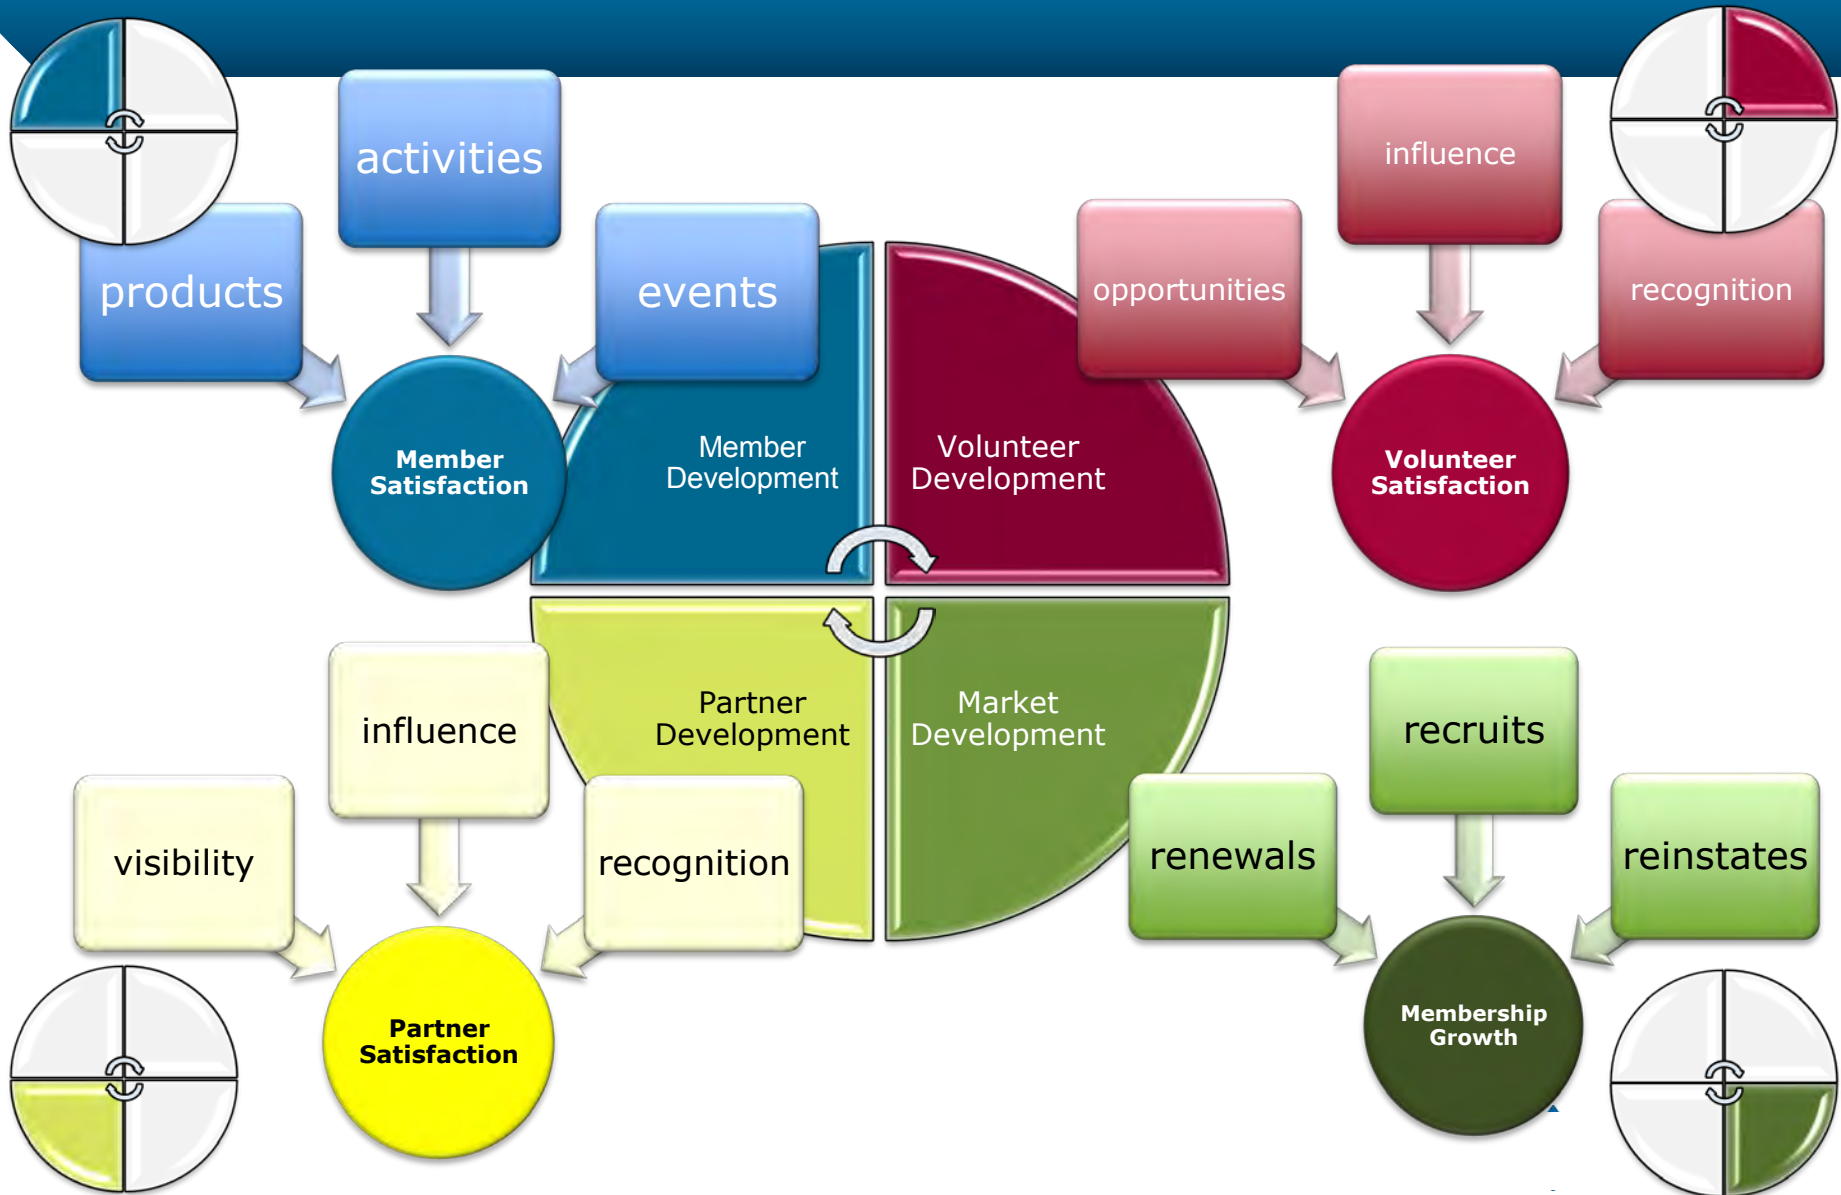 activities
products
events
Member
Satisfaction
influence
opportunities
recognition
Volunteer
Satisfaction
Member
Development
Volunteer
Development
Partner
Development
Market
Development
influence
visibility
recognition
Partner
Satisfaction
recruits
renewals
reinstates
Membership
Growth